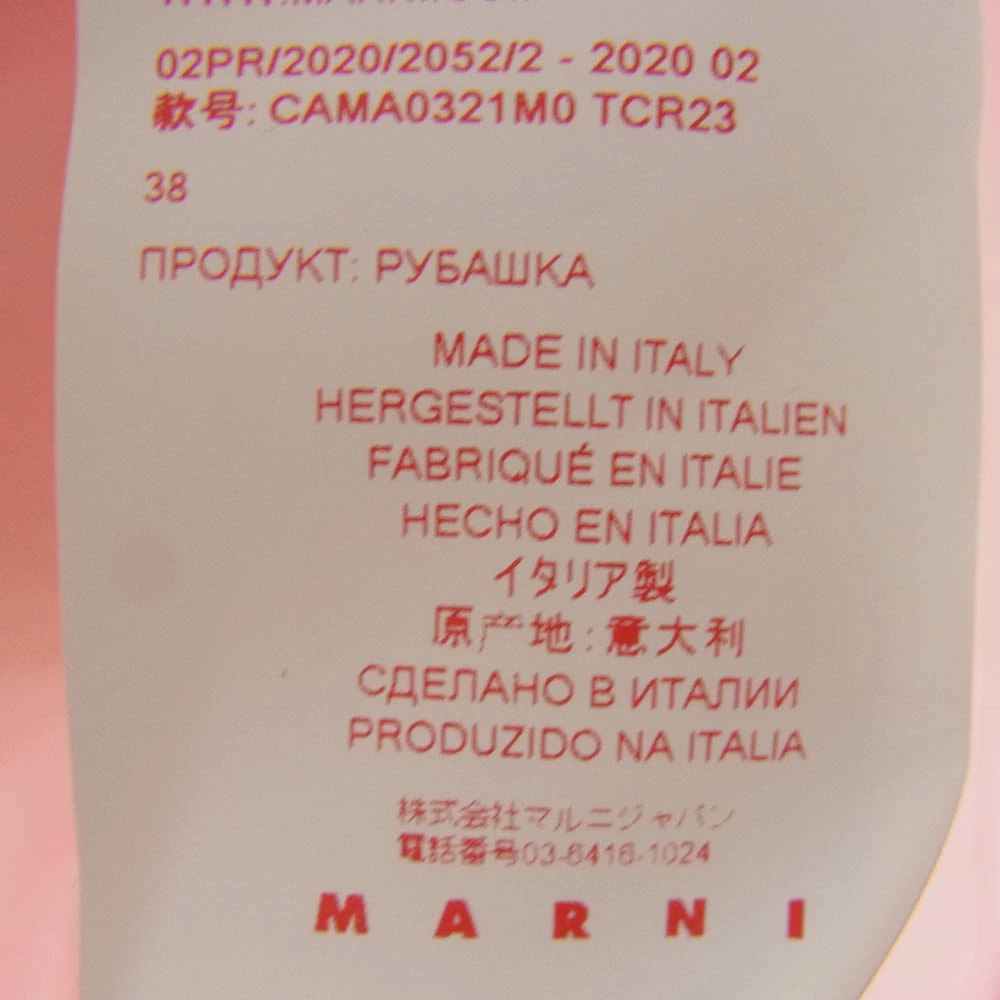 02PR/2020/2052/2 - 2020 02
款号: CAMA0321M0 TCR23
38
ПРОДУКТ: РУБАШКА
MADE IN ITALY
HERGESTELLT IN ITALIEN
FABRIQUÉ EN ITALIE
HECHO EN ITALIA
イタリア製
原产地: 意大利
СДЕЛАНО В ИТАЛИИ
PRODUZIDO NA ITALIA
株式会社マルニジャパン
電話番号03-6416-1024
MARNI